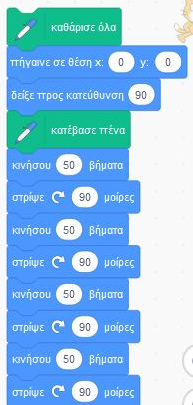 καθάρισε όλα
πήγαινε σε θέση x: 0 y: 0
δείξε προς κατεύθυνση 90
κατέβασε πένα
κινήσου 50 βήματα
στρίψε 90 μοίρες
κινήσου 50 βήματα
στρίψε 90 μοίρες
κινήσου 50 βήματα
στρίψε 90 μοίρες
κινήσου 50 βήματα
στρίψε 90 μοίρες